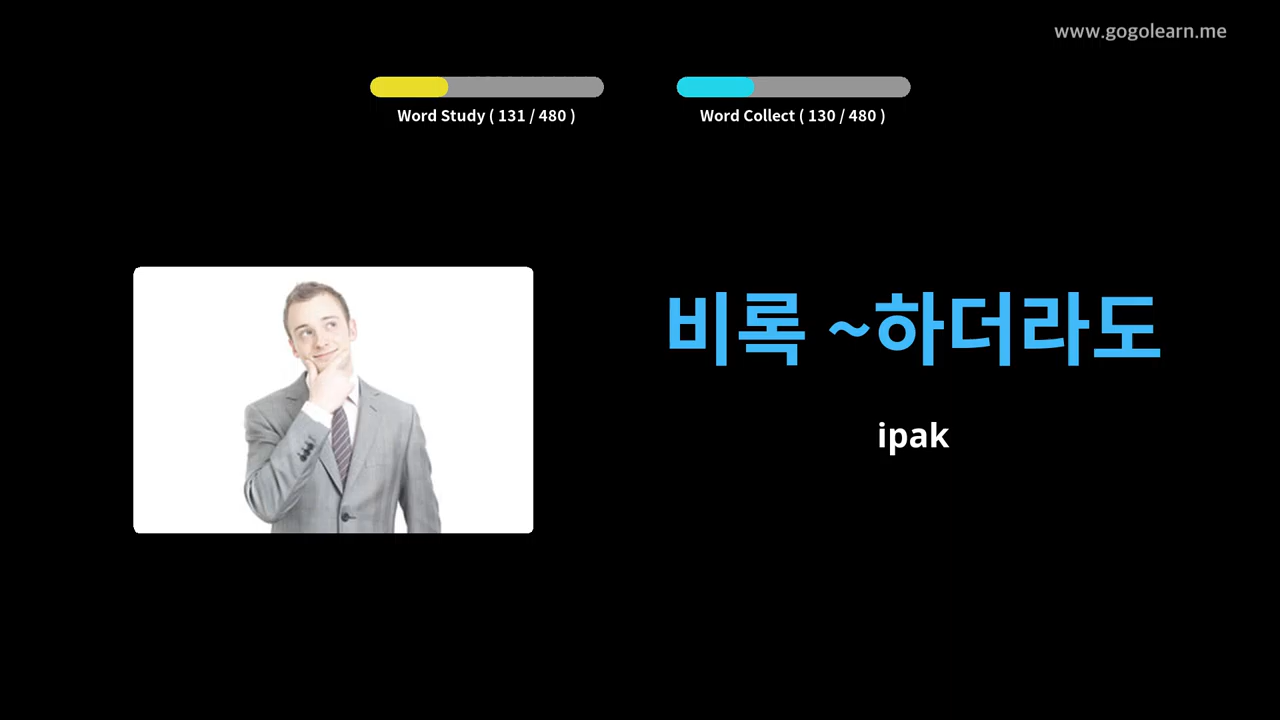 www.gogolearn.me
Word Study ( 131 / 480 )
Word Collect ( 130 / 480 )
비록 ~하더라도
ipak